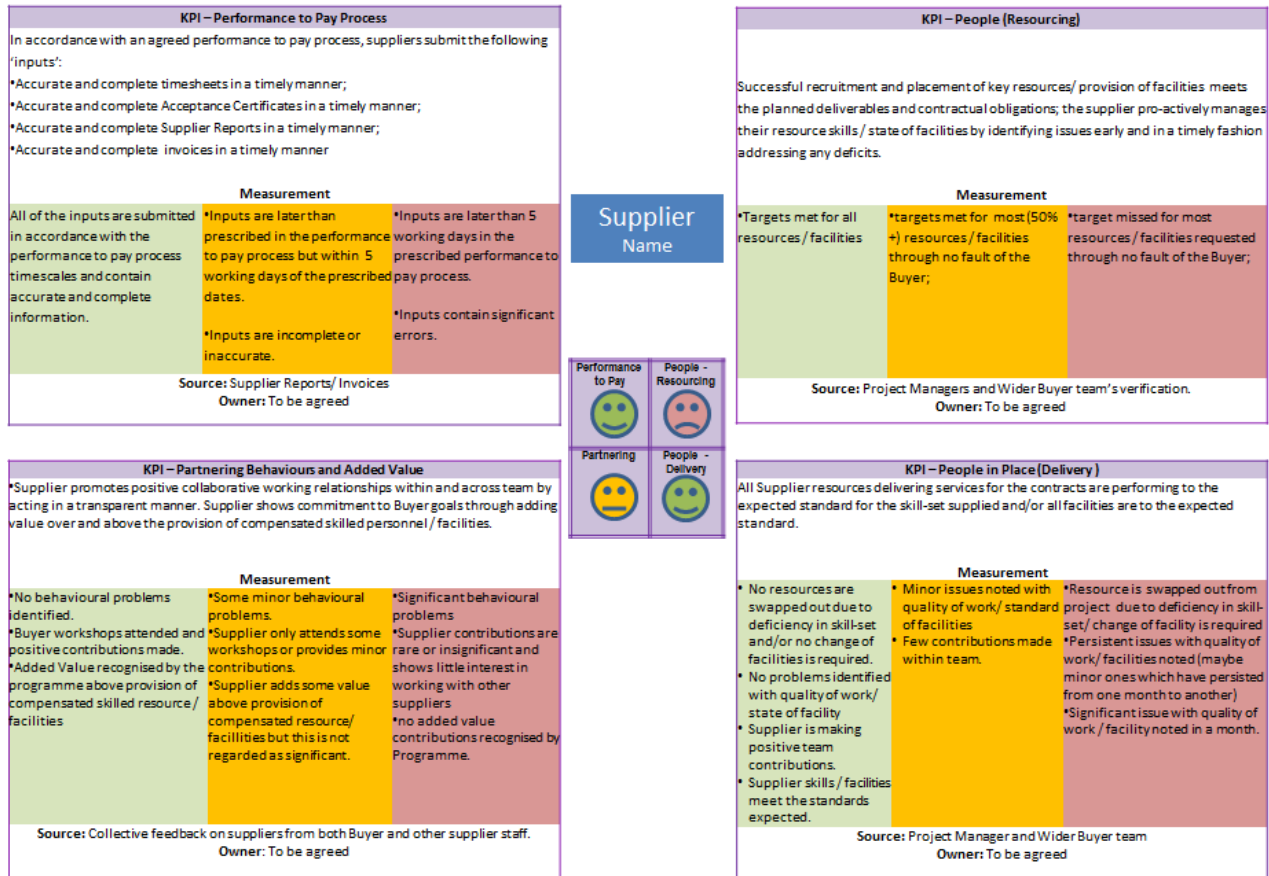 KPI – Performance to Pay Process
In accordance with an agreed performance to pay process, suppliers submit the following
‘inputs’:
•Accurate and complete timesheets in a timely manner;
•Accurate and complete Acceptance Certificates in a timely manner;
•Accurate and complete Supplier Reports in a timely manner;
•Accurate and complete invoices in a timely manner
Measurement
All of the inputs are submitted
in accordance with the
performance to pay process
timescales and contain
accurate and complete
information.
•Inputs are later than
prescribed in the performance
to pay process but within 5
working days of the prescribed
dates.
•Inputs are incomplete or
inaccurate.
•Inputs are later than 5
working days in the
prescribed performance to
pay process.
•Inputs contain significant
errors.
Source: Supplier Reports/ Invoices
Owner: To be agreed
KPI – People (Resourcing)
Successful recruitment and placement of key resources/ provision of facilities meets
the planned deliverables and contractual obligations; the supplier pro-actively manages
their resource skills / state of facilities by identifying issues early and in a timely fashion
addressing any deficits.
Measurement
•Targets met for all
resources / facilities
•targets met for most (50%
+) resources / facilities
through no fault of the
Buyer;
•target missed for most
resources / facilities requested
through no fault of the Buyer;
Source: Project Managers and Wider Buyer team’s verification.
Owner: To be agreed
Supplier
Name
Performance
to Pay
People -
Resourcing
Partnering
People -
Delivery
KPI – Partnering Behaviours and Added Value
•Supplier promotes positive collaborative working relationships within and across team by
acting in a transparent manner. Supplier shows commitment to Buyer goals through adding
value over and above the provision of compensated skilled personnel / facilities.
Measurement
•No behavioural problems
identified.
•Buyer workshops attended and
positive contributions made.
•Added Value recognised by the
programme above provision of
compensated skilled resource /
facilities
•Some minor behavioural
problems.
•Supplier only attends some
workshops or provides minor
contributions.
•Supplier adds some value
above provision of
compensated resource/
facillities but this is not
regarded as significant.
•Significant behavioural
problems
•Supplier contributions are
rare or insignificant and
shows little interest in
working with other
suppliers
•no added value
contributions recognised by
Programme.
Source: Collective feedback on suppliers from both Buyer and other supplier staff.
Owner: To be agreed
KPI – People in Place (Delivery )
All Supplier resources delivering services for the contracts are performing to the
expected standard for the skill-set supplied and/or all facilities are to the expected
standard.
Measurement
• No resources are
swapped out due to
deficiency in skill-set
and/or no change of
facilities is required.
• No problems identified
with quality of work/
state of facility
• Supplier is making
positive team
contributions.
• Supplier skills / facilities
meet the standards
expected.
• Minor issues noted with
quality of work/ standard
of facilities
• Few contributions made
within team.
•Resource is swapped out from
project due to deficiency in skill-
set/ change of facility is required
•Persistent issues with quality of
work/ facilities noted (maybe
minor ones which have persisted
from one month to another)
•Significant issue with quality of
work / facility noted in a month.
Source: Project Manager and Wider Buyer team
Owner: To be agreed